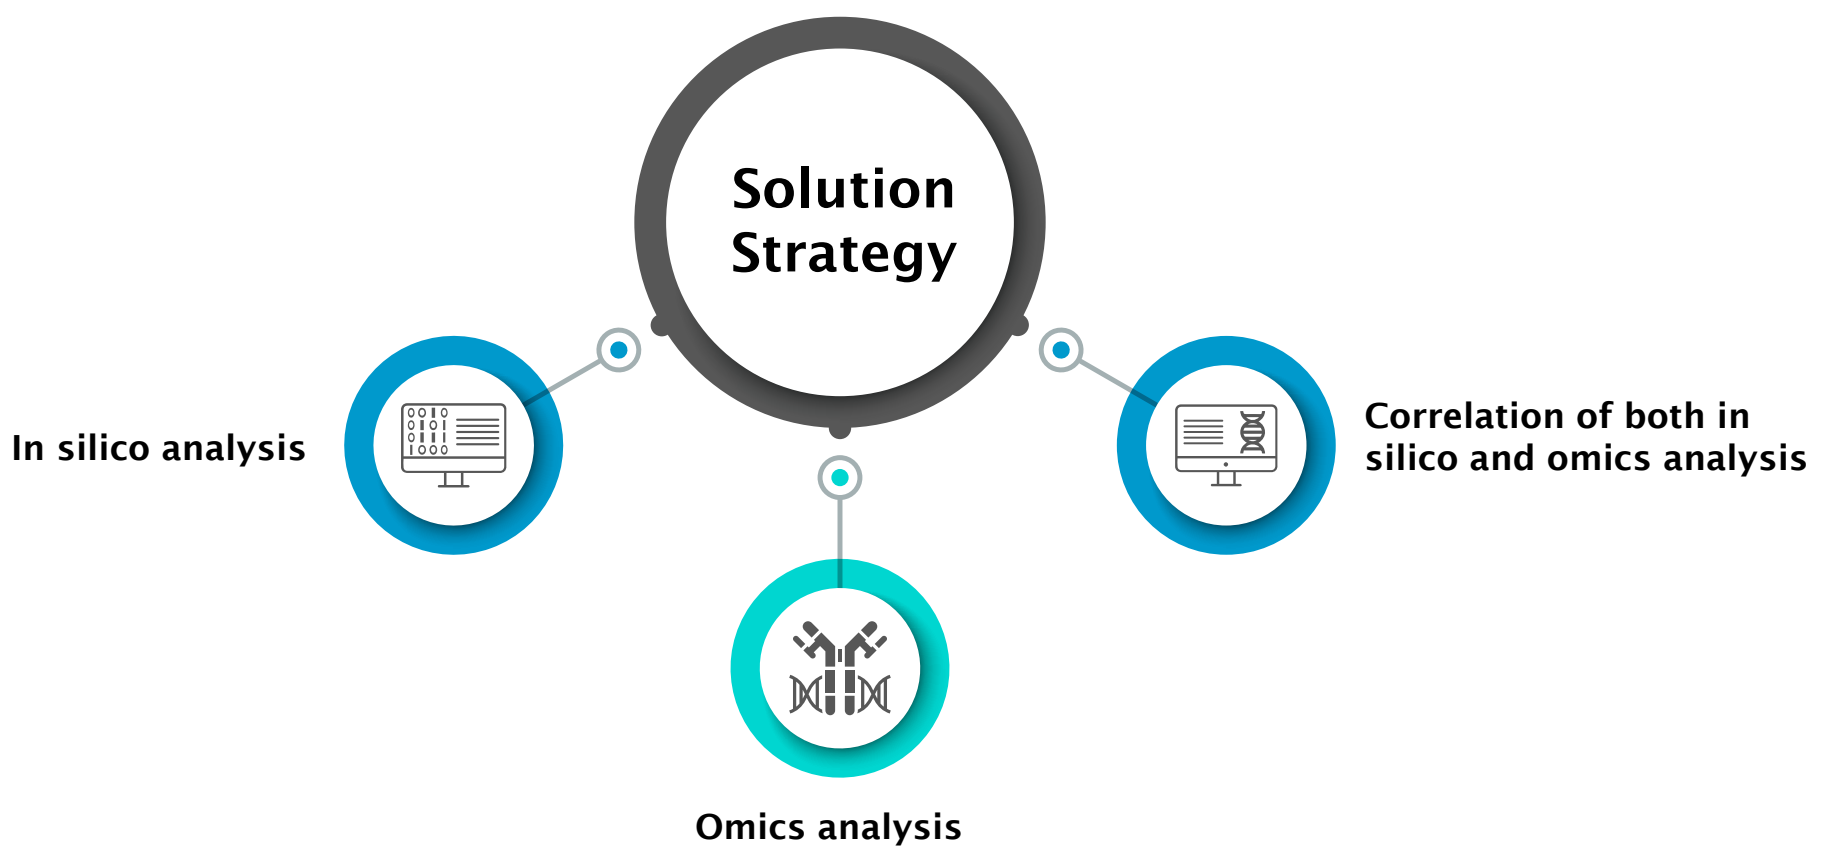 Solution
Strategy
In silico analysis
Correlation of both in
silico and omics analysis
Omics analysis